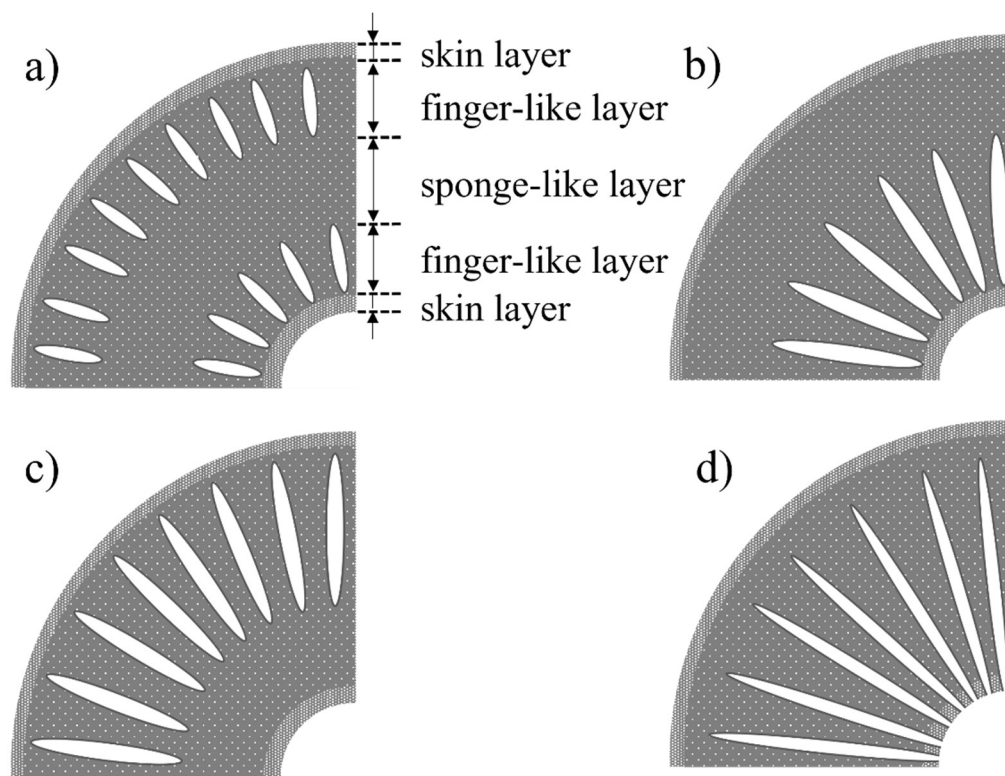 a)
skin layer
finger-like layer
sponge-like layer
finger-like layer
skin layer
b)
c)
d)